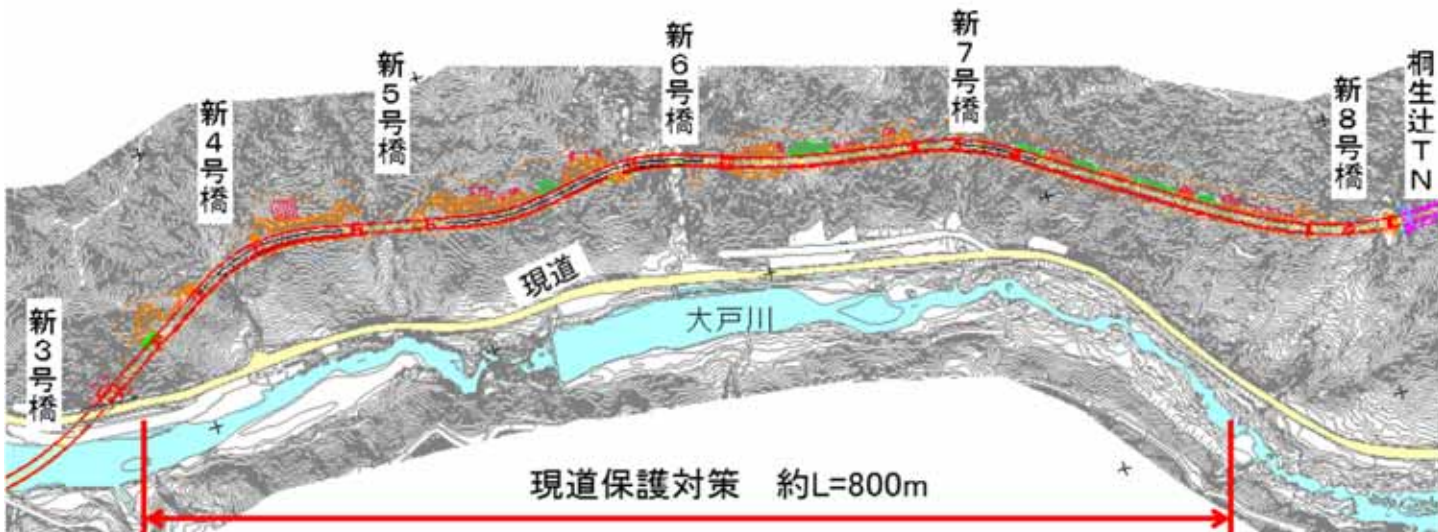 新3号橋
新4号橋
新5号橋
新6号橋
新7号橋
新8号橋
桐生辻TN
現道
大戸川
現道保護対策　約L=800m